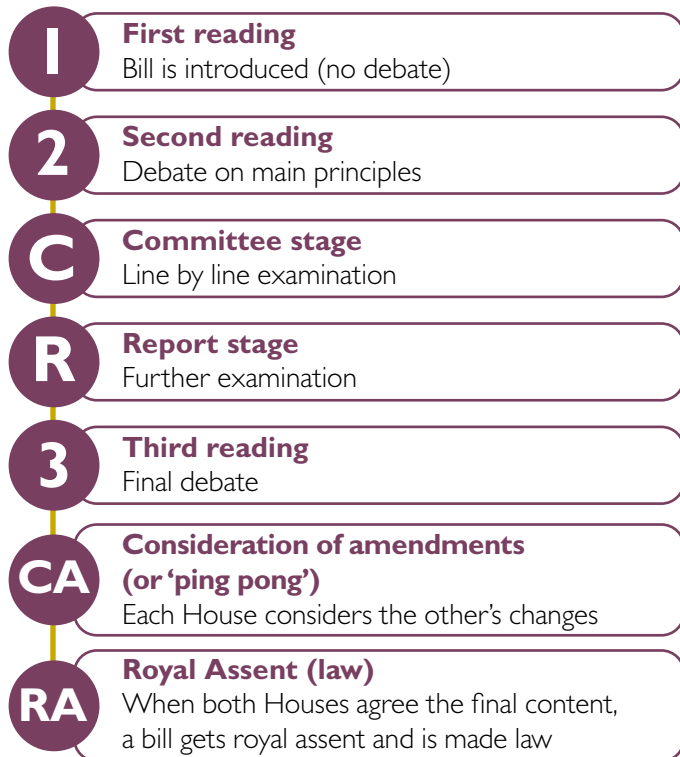 1
First reading
Bill is introduced (no debate)
2
Second reading
Debate on main principles
C
Committee stage
Line by line examination
R
Report stage
Further examination
3
Third reading
Final debate
CA
Consideration of amendments
(or ‘ping pong’)
Each House considers the other’s changes
RA
Royal Assent (law)
When both Houses agree the final content,
a bill gets royal assent and is made law